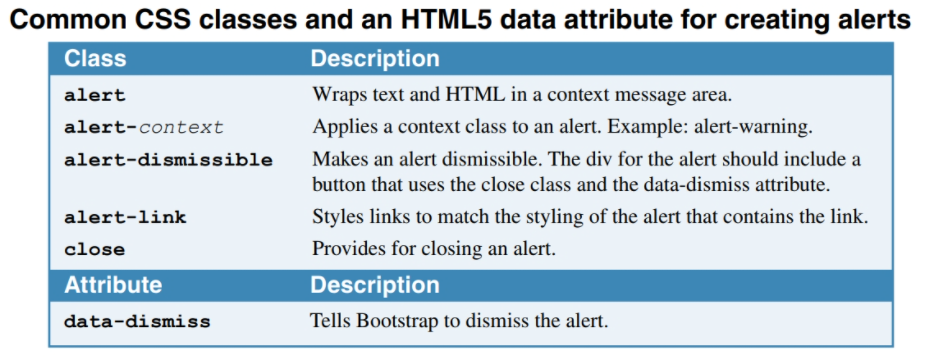 Common CSS classes and an HTML5 data attribute for creating alerts
Class Description
alert Wraps text and HTML in a context message area.
alert-context Applies a context class to an alert. Example: alert-warning.
alert-dismissible Makes an alert dismissible. The div for the alert should include a
button that uses the close class and the data-dismiss attribute.
alert-link Styles links to match the styling of the alert that contains the link.
close Provides for closing an alert.
Attribute Description
data-dismiss Tells Bootstrap to dismiss the alert.